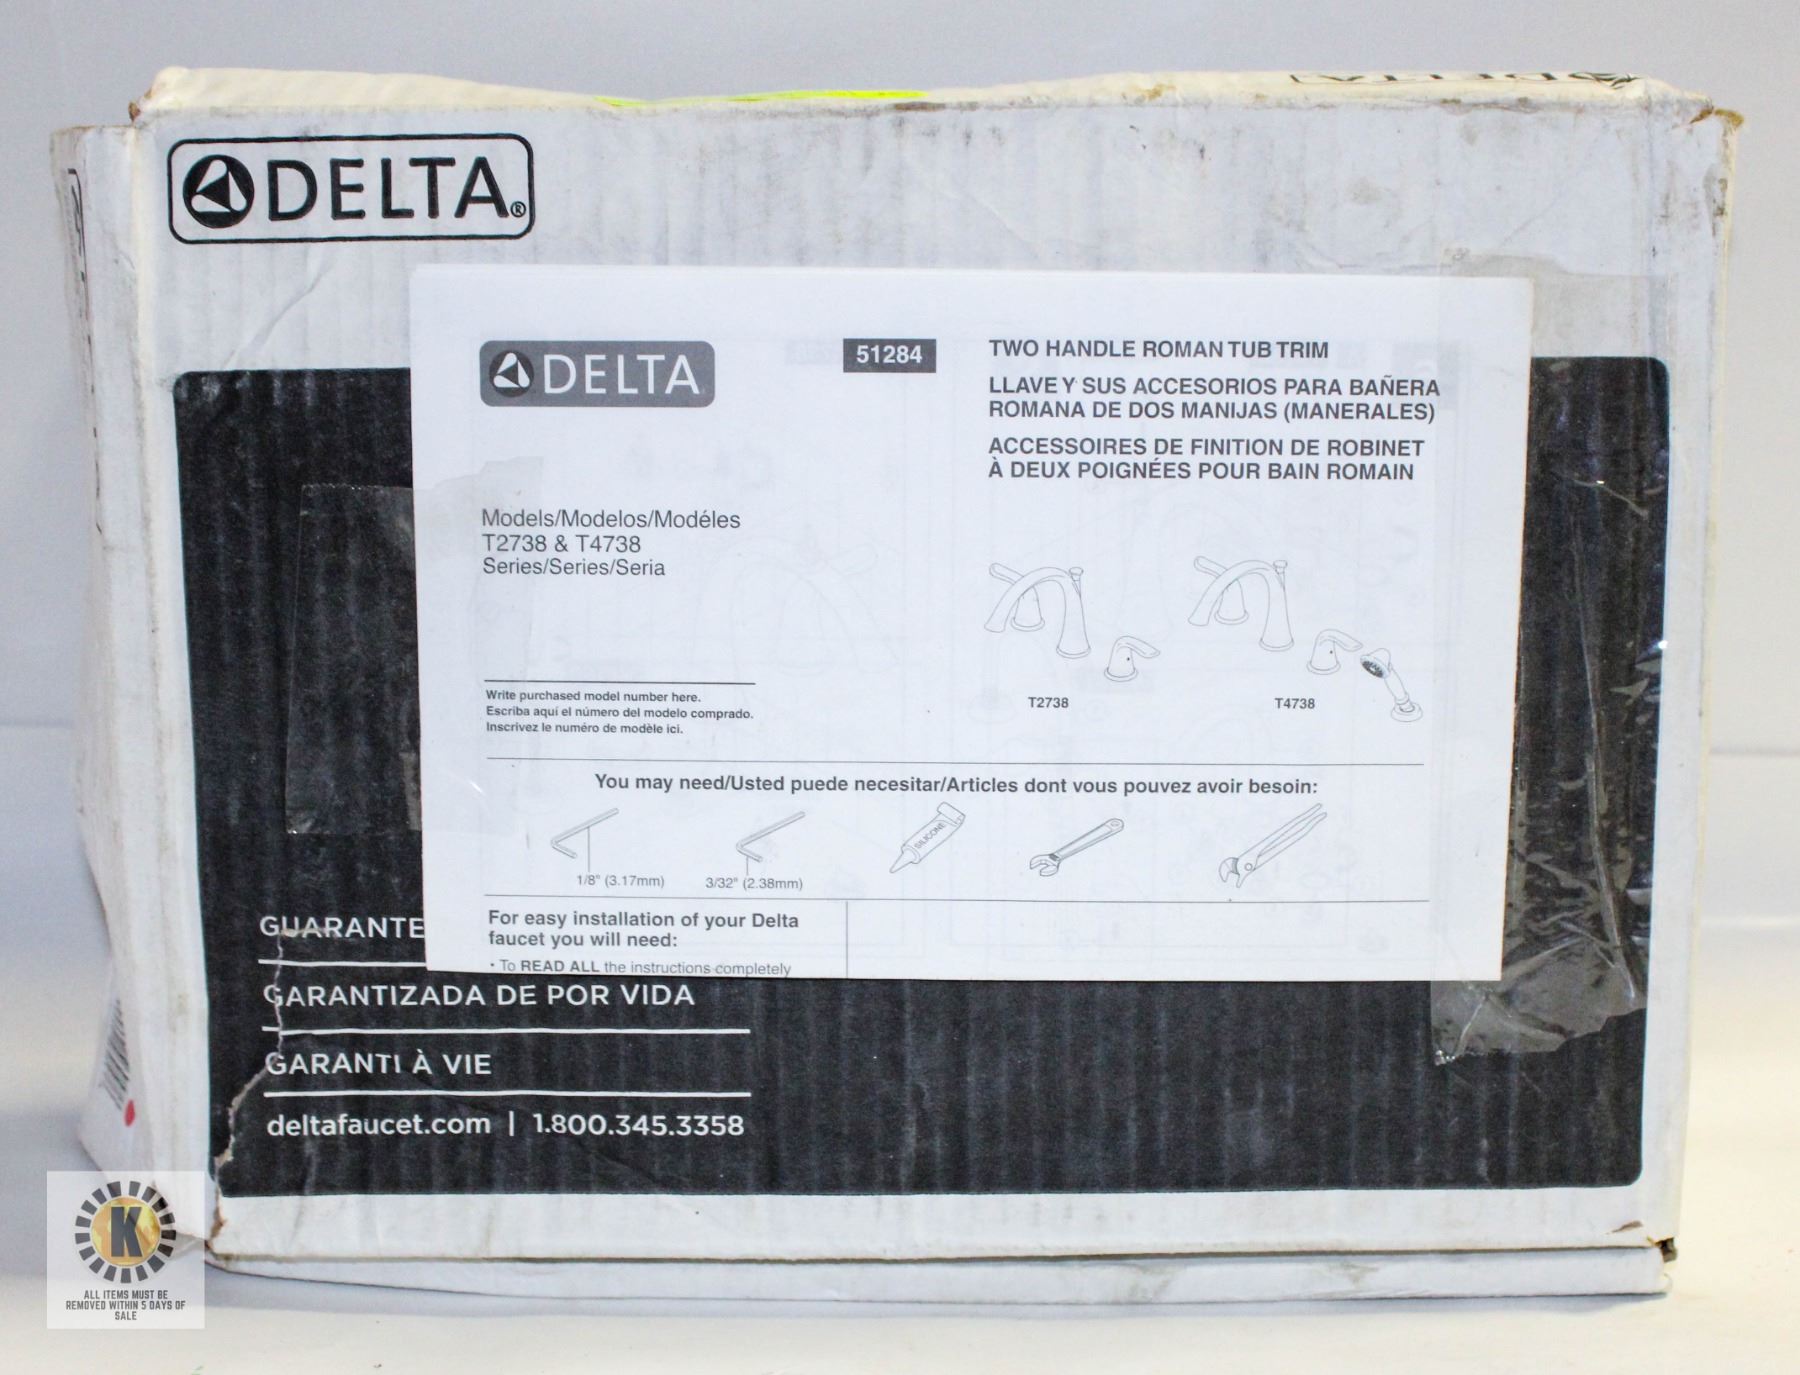 DELTA
DELTA®
DELTA
51284
TWO HANDLE ROMAN TUB TRIM
LLAVE Y SUS ACCESORIOS PARA BAÑERA
ROMANA DE DOS MANIJAS (MANERALES)
ACCESSOIRES DE FINITION DE ROBINET
À DEUX POIGNÉES POUR BAIN ROMAIN
Models/Modelos/Modéles
T2738 & T4738
Series/Series/Seria
Write purchased model number here.
Escriba aquí el número del modelo comprado.
Inscrivez le numéro de modèle ici.
T2738
T4738
You may need/Usted puede necesitar/Articles dont vous pouvez avoir besoin:
SILICONE
1/8" (3.17mm)
3/32" (2.38mm)
For easy installation of your Delta
faucet you will need:
• To READ ALL the instructions completely
GUARANTE
GARANTIZADA DE POR VIDA
GARANTI À VIE
deltafaucet.com | 1.800.345.3358
K
ALL ITEMS MUST BE
REMOVED WITHIN 5 DAYS OF
SALE